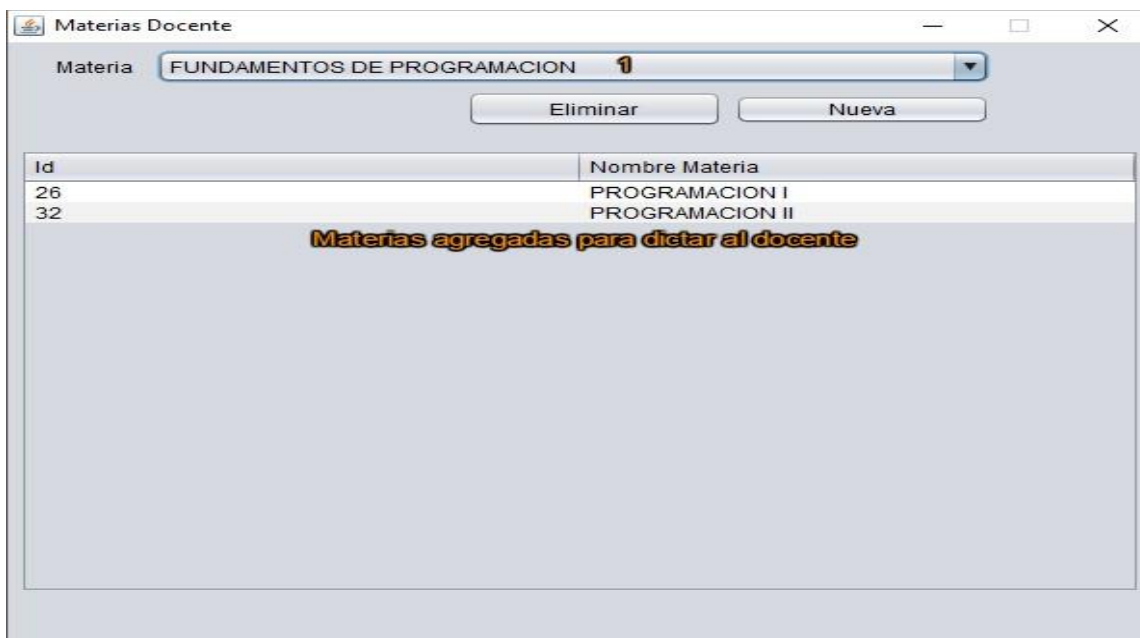 Materias Docente
Materia FUNDAMENTOS DE PROGRAMACION 1
Eliminar Nueva
Id Nombre Materia
26 PROGRAMACION I
32 PROGRAMACION II
Materias agregadas para dictar al docente